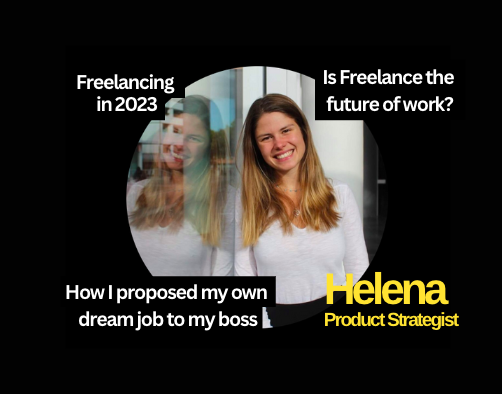 Freelancing
in 2023
Is Freelance the
future of work?
How I proposed my own
dream job to my boss
Helena
Product Strategist